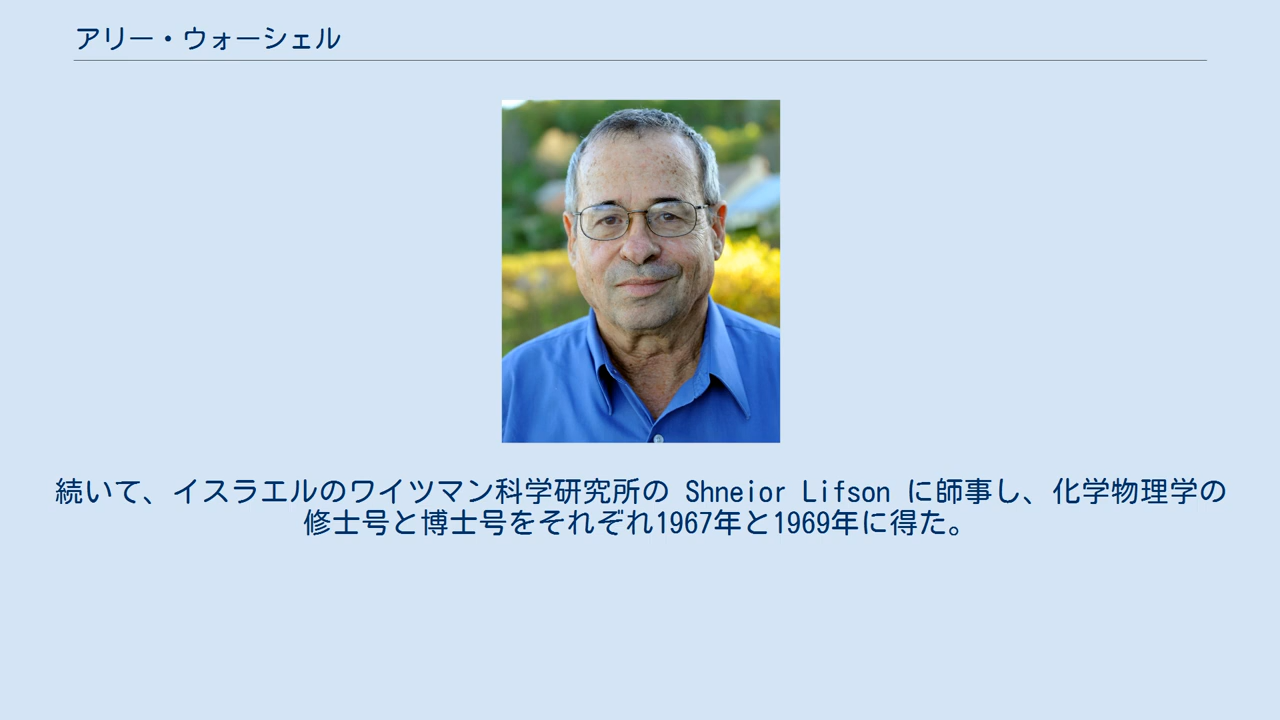 アリー・ウォーシェル
続いて、イスラエルのワイツマン科学研究所の Shneior Lifson に師事し、化学物理学の
修士号と博士号をそれぞれ1967年と1969年に得た。